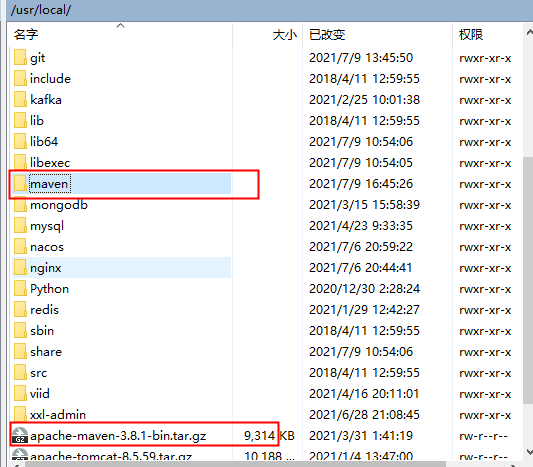 /usr/local/
名字 大小 已改变 权限
git 2021/7/9 13:45:50 rwxr-xr-x
include 2018/4/11 12:59:55 rwxr-xr-x
kafka 2021/2/25 10:01:38 rwxr-xr-x
lib 2018/4/11 12:59:55 rwxr-xr-x
lib64 2021/7/9 10:54:06 rwxr-xr-x
libexec 2021/7/9 10:54:05 rwxr-xr-x
maven 2021/7/9 16:45:26 rwxr-xr-x
mongodb 2021/3/15 15:58:39 rwxr-xr-x
mysql 2021/4/23 9:33:35 rwxr-xr-x
nacos 2021/7/6 20:59:22 rwxr-xr-x
nginx 2021/7/6 20:44:41 rwxr-xr-x
Python 2020/12/30 2:28:24 rwxr-xr-x
redis 2021/1/29 12:42:27 rwxr-xr-x
sbin 2018/4/11 12:59:55 rwxr-xr-x
share 2021/7/9 10:54:06 rwxr-xr-x
src 2018/4/11 12:59:55 rwxr-xr-x
viid 2021/4/16 20:11:01 rwxr-xr-x
xxl-admin 2021/6/28 21:08:45 rwxr-xr-x
apache-maven-3.8.1-bin.tar.gz 9,314 KB 2021/3/31 1:41:19 rw-r--r--
apache-tomcat-8.5.59.tar.gz 10,188 2021/1/4 13:47:00 rw-r--r--